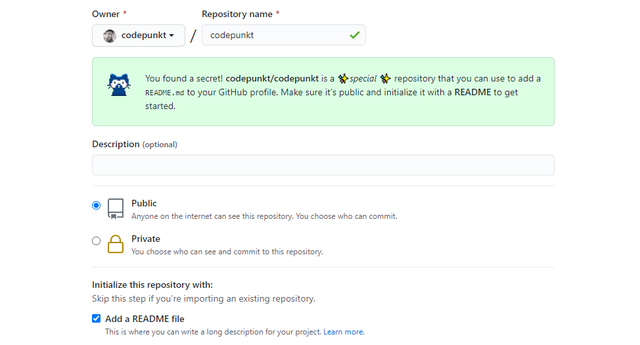 Owner * Repository name *
codepunkt / codepunkt
You found a secret! codepunkt/codepunkt is a ✨special ✨ repository that you can use to add a
README.md to your GitHub profile. Make sure it's public and initialize it with a README to get
started.
Description (optional)
Public
Anyone on the internet can see this repository. You choose who can commit.
Private
You choose who can see and commit to this repository.
Initialize this repository with:
Skip this step if you're importing an existing repository.
Add a README file
This is where you can write a long description for your project. Learn more.